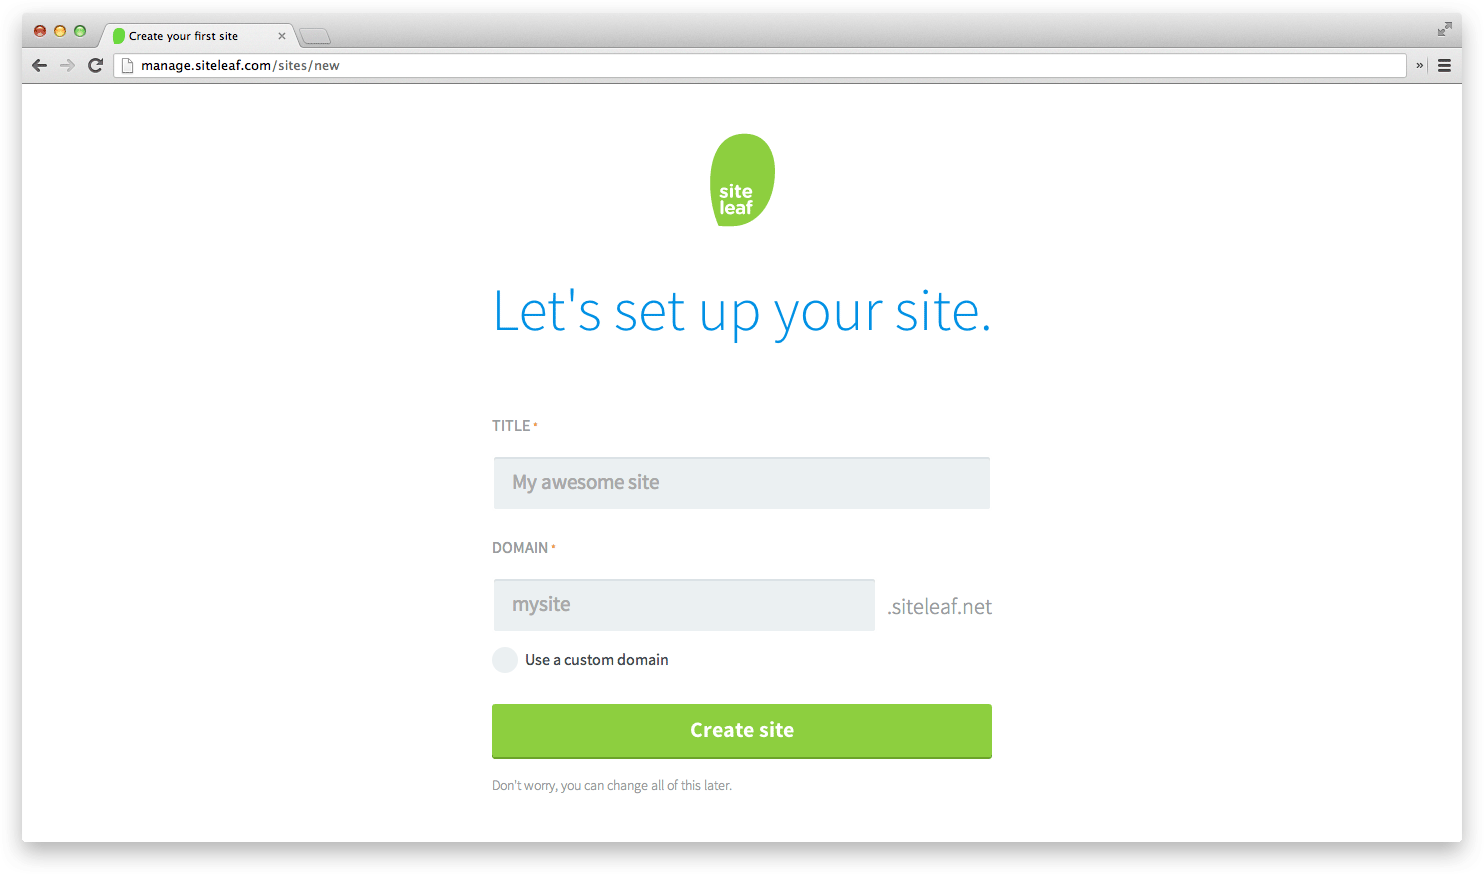 Create your first site
manage.siteleaf.com/sites/new
site
leaf
Let's set up your site.
TITLE *
My awesome site
DOMAIN *
mysite
.siteleaf.net
Use a custom domain
Create site
Don't worry, you can change all of this later.